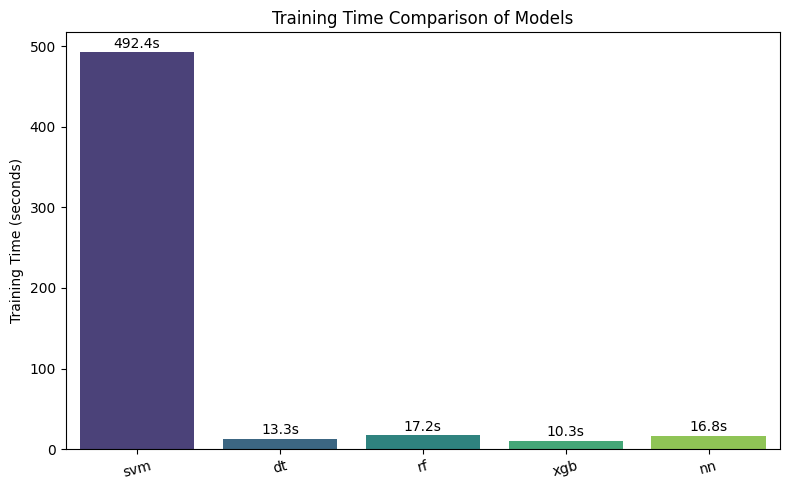 Training Time Comparison of Models
Training Time (seconds)
500
400
300
200
100
0
492.4s
13.3s
17.2s
10.3s
16.8s
svm
dt
rf
xgb
nn